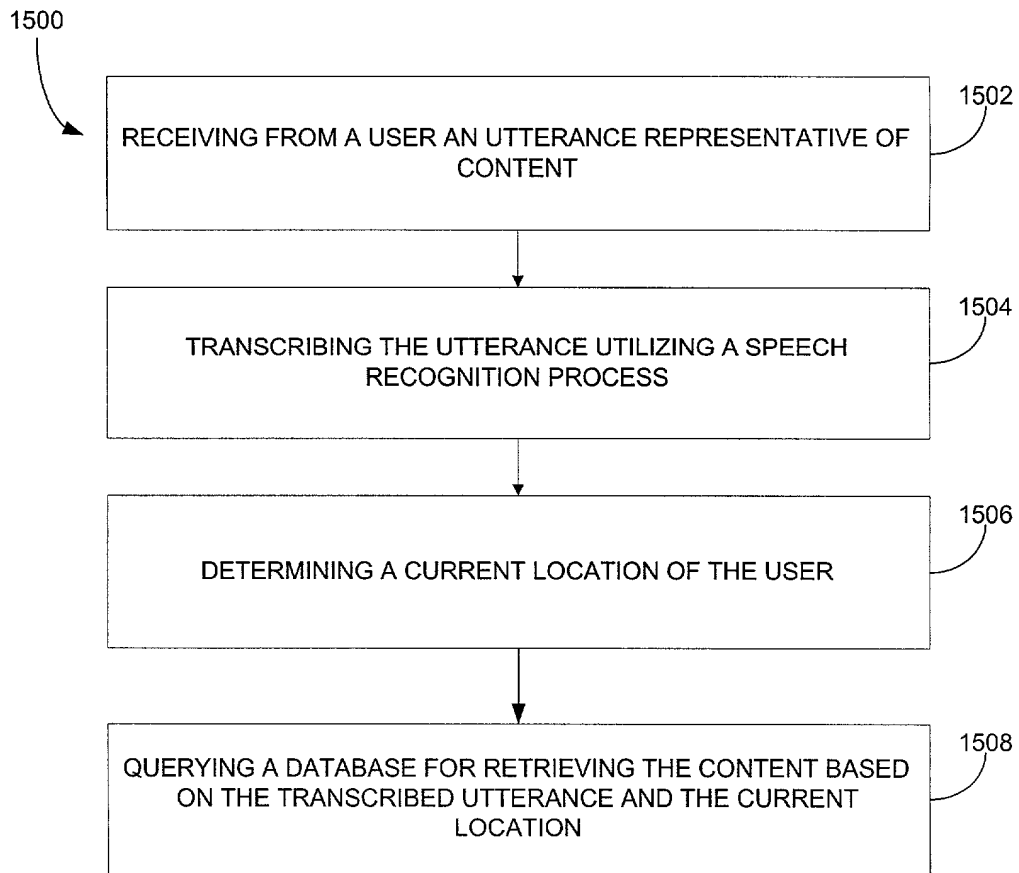 1500
1502
RECEIVING FROM A USER AN UTTERANCE REPRESENTATIVE OF
CONTENT
1504
TRANSCRIBING THE UTTERANCE UTILIZING A SPEECH
RECOGNITION PROCESS
1506
DETERMINING A CURRENT LOCATION OF THE USER
1508
QUERYING A DATABASE FOR RETRIEVING THE CONTENT BASED
ON THE TRANSCRIBED UTTERANCE AND THE CURRENT
LOCATION